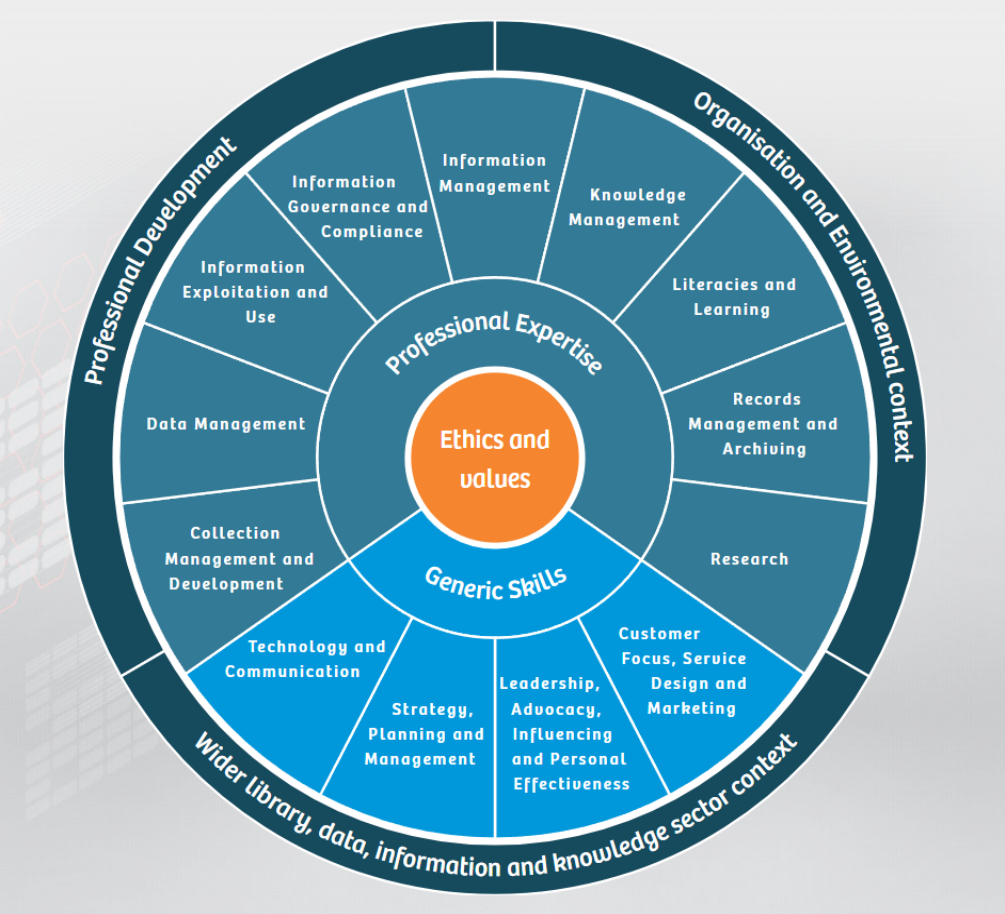 Professional Development
Organisation and Environmental context
Wider library, data, information and knowledge sector context
Information
Management
Knowledge
Management
Literacies and
Learning
Records
Management and
Archiving
Research
Customer
Focus, Service
Design and
Marketing
Leadership,
Advocacy,
Influencing
and Personal
Effectiveness
Strategy,
Planning and
Management
Technology and
Communication
Collection
Management and
Development
Data Management
Information
Exploitation and
Use
Information
Governance and
Compliance
Professional Expertise
Ethics and
values
Generic Skills